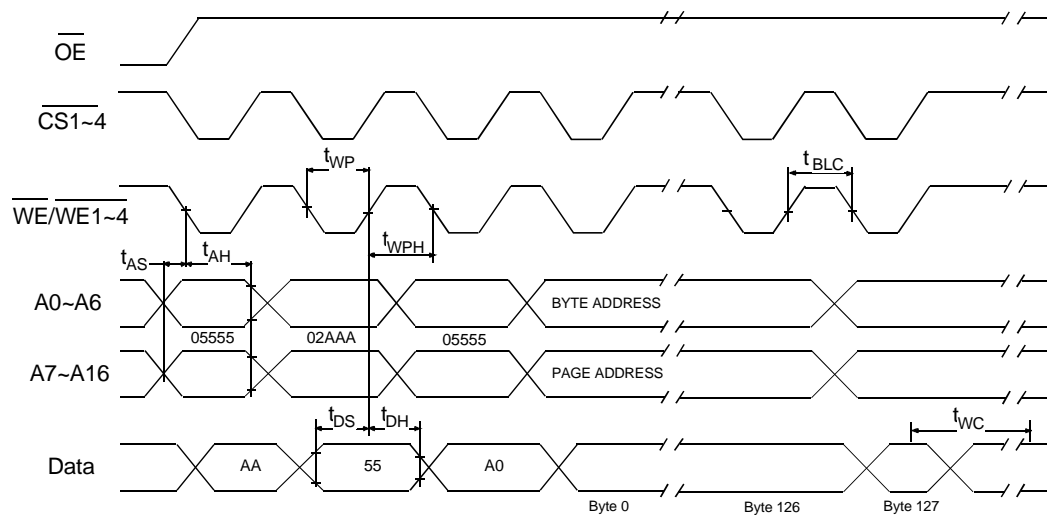 OE
CS1~4
tWP
tBLC
WE/WE1~4
tWPH
tAS
tAH
A0~A6
BYTE ADDRESS
05555
02AAA
05555
A7~A16
PAGE ADDRESS
tDS
tDH
tWC
Data
AA
55
A0
Byte 0
Byte 126
Byte 127